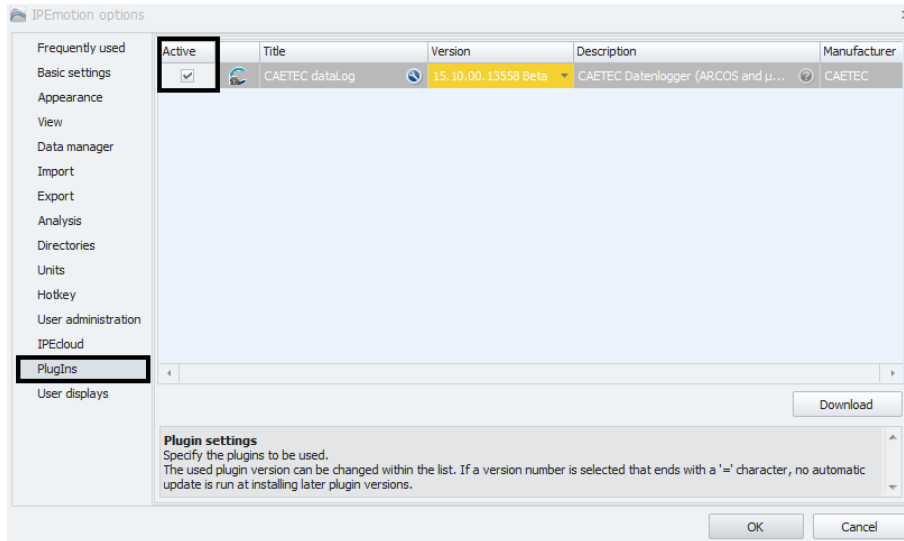 IPEmotion options
Frequently used
Basic settings
Appearance
View
Data manager
Import
Export
Analysis
Directories
Units
Hotkey
User administration
IPEcloud
PlugIns
User displays
Active Title Version Description Manufacturer
CAETEC dataLog 15.10.00.13558 Beta CAETEC Datenlogger (ARCOS and µ... CAETEC
Download
Plugin settings
Specify the plugins to be used.
The used plugin version can be changed within the list. If a version number is selected that ends with a '=' character, no automatic
update is run at installing later plugin versions.
OK Cancel